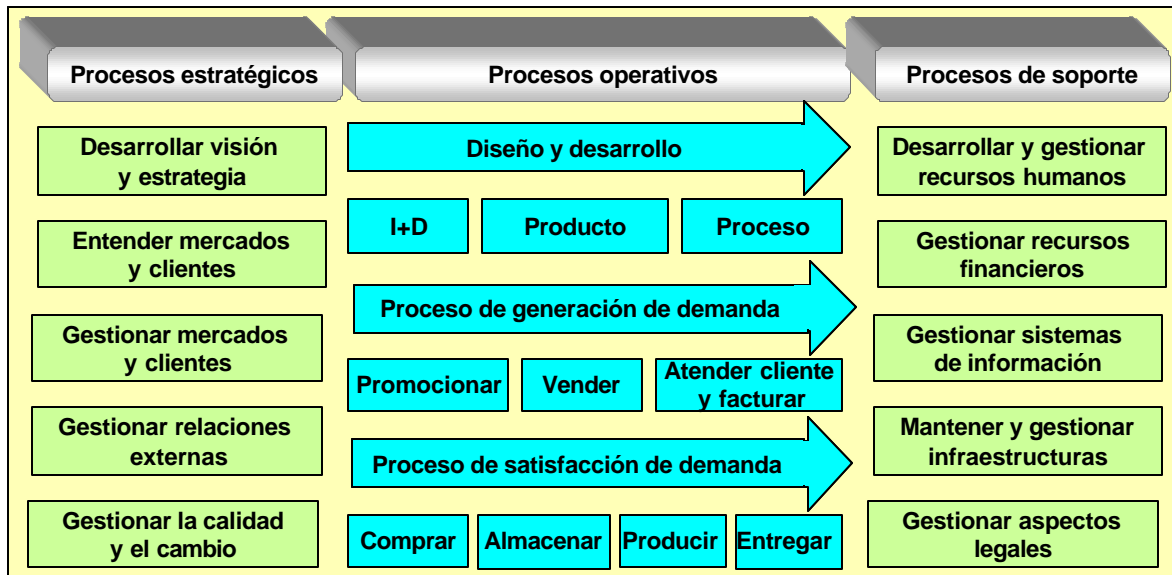 Procesos estratégicos
Procesos operativos
Procesos de soporte
Desarrollar visión
y estrategia
Entender mercados
y clientes
Gestionar mercados
y clientes
Gestionar relaciones
externas
Gestionar la calidad
y el cambio
Diseño y desarrollo
I+D
Producto
Proceso
Proceso de generación de demanda
Promocionar
Vender
Atender cliente
y facturar
Proceso de satisfacción de demanda
Comprar
Almacenar
Producir
Entregar
Desarrollar y gestionar
recursos humanos
Gestionar recursos
financieros
Gestionar sistemas
de información
Mantener y gestionar
infraestructuras
Gestionar aspectos
legales